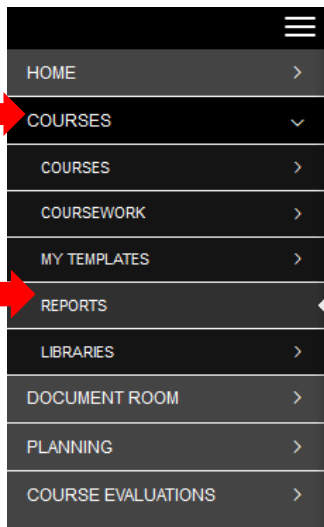 HOME
COURSES
COURSES
COURSEWORK
MY TEMPLATES
REPORTS
LIBRARIES
DOCUMENT ROOM
PLANNING
COURSE EVALUATIONS